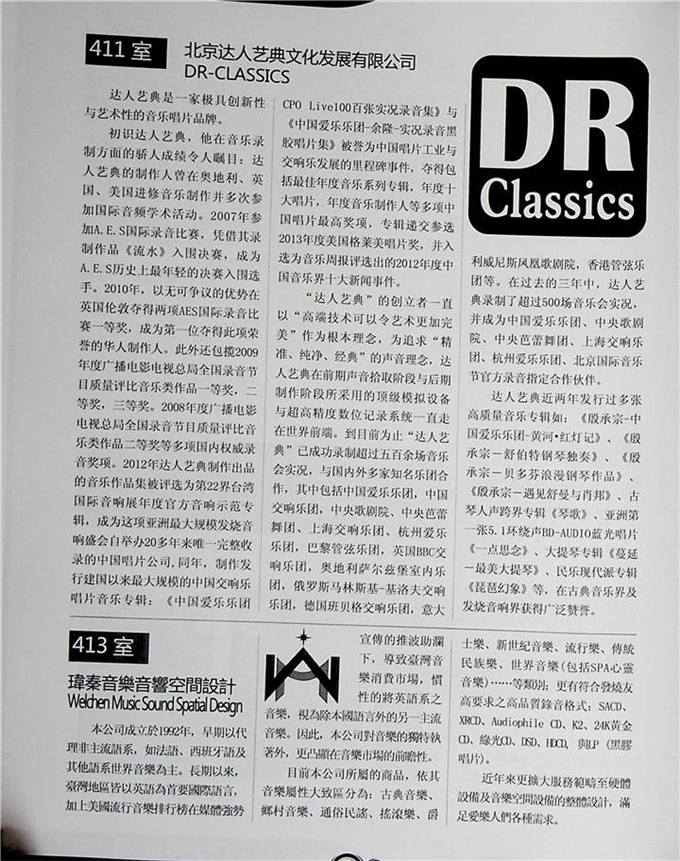 411 室
北京达人艺典文化发展有限公司
DR-CLASSICS
达人艺典是一家极具创新性
与艺术性的音乐唱片品牌。
初识达人艺典，他在音乐录
制方面的骄人成绩令人瞩目：达
人艺典的制作人曾在奥地利、英
国、美国进修音乐制作并多次参
加国际音频学术活动。2007年参
加A.E.S国际录音比赛，凭借其录
制作品《流水》入围决赛，成为
A.E.S历史上最年轻的决赛入围选
手。2010年，以无可争议的优势在
英国伦敦夺得两项AES国际录音比
赛一等奖，成为第一位夺得此项荣
誉的华人制作人。此外还包揽2009
年度广播电影电视总局全国录音节
目质量评比音乐类作品一等奖，二
等奖，三等奖。2008年度广播电影
电视总局全国录音节目质量评比音
乐类作品二等奖等多项国内权威录
音奖项。2012年达人艺典制作出品
的音乐作品集被评选为第22界台湾
国际音响展年度官方音响示范专
辑，成为这项亚洲最大规模发烧音
响盛会自举办20多年来唯一完整收
录的中国唱片公司，同年，制作发
行建国以来最大规模的中国交响乐
唱片音乐专辑：《中国爱乐乐团
CPO Live100百张实况录音集》与
《中国爱乐乐团-余隆-实况录音黑
胶唱片集》被誉为中国唱片工业与
交响乐发展的里程碑事件，夺得包
括最佳年度音乐系列专辑，年度十
大唱片，年度制作人等多项中
国唱片最高奖项，专辑递交参选
2013年度美国格莱美唱片奖，并入
选为音乐周报评选出的2012年度中
国音乐界十大新闻事件。
“达人艺典”的创立者一直
以“高端技术可以令艺术更加完
美”作为根本理念，为追求“精
准、纯净、经典”的声音理念，达
人艺典在前期声音拾取阶段与后期
制作阶段所采用的顶级模拟设备
与超高精度数位记录系统一直走
在世界前端。到目前为止“达人艺
典”已成功录制超过五百余场音乐
会实况，与国内外多家知名乐团合
作，其中包括中国爱乐乐团，中国
交响乐团，中央歌剧院，中央芭蕾
舞团、上海交响乐团、杭州爱乐
乐团，巴黎管弦乐团，英国BBC交
响乐团，奥地利萨尔兹堡室内乐
团，俄罗斯马林斯基-基洛夫交响
乐团，德国班贝格交响乐团，意大
DR
Classics
利威尼斯凤凰歌剧院，香港管弦乐
团等。在过去的三年中，达人艺
典录制了超过500场音乐会实况，
并成为中国爱乐乐团、中央歌剧
院、中央芭蕾舞团、上海交响乐
团、杭州爱乐乐团、北京国际音乐
节官方录音指定合作伙伴。
达人艺典近两年发行过多张
高质量音乐专辑如：《殷承宗-中
国爱乐乐团-黄河·红灯记》、《殷
承宗－舒伯特钢琴独奏》、《殷
承宗－贝多芬浪漫钢琴作品》、
《殷承宗－遇见舒曼与肖邦》、古
琴人声跨界专辑《琴歌》、亚洲第
一张5.1环绕声BD-AUDIO蓝光唱片
《一点思念》、大提琴专辑《蔓延
－最美大提琴》、民乐现代派专辑
《琵琶幻象》等，在古典音乐界及
发烧音响界获得广泛赞誉。
413 室
瑋秦音樂音響空間設計
Welchen Music Sound Spatial Design
本公司成立於1992年，早期以代
理非主流語系，如法語、西班牙語及
其他語系世界音樂為主。長期以來，
臺灣地區皆以英語為首要國際語言，
加上美國流行音樂排行榜在媒體強勢
宣傳的推波助瀾
下，導致臺灣音
樂消費市場，慣
性的將英語系之
音樂，視為除本國語言外的另一主流
音樂。因此，本公司對音樂的獨特執
著外，更凸顯在音樂市場的前瞻性。
目前本公司所屬的商品，依其
音樂屬性大致區分為：古典音樂、
鄉村音樂、通俗民謠、搖滾樂、爵
士樂、新世紀音樂、流行樂、傳統
民族樂、世界音樂(包括SPA心靈
音樂)……等類別；更有符合發燒友
高要求之高品質錄音格式：SACD、
XRCD、Audiophile CD、K2、24K黃金
CD、綠光CD、DSD、HDCD，與LP (黑膠
唱片)。
近年來更擴大服務範疇至硬體
設備及音樂空間設備的整體設計，滿
足愛樂人們各種需求。